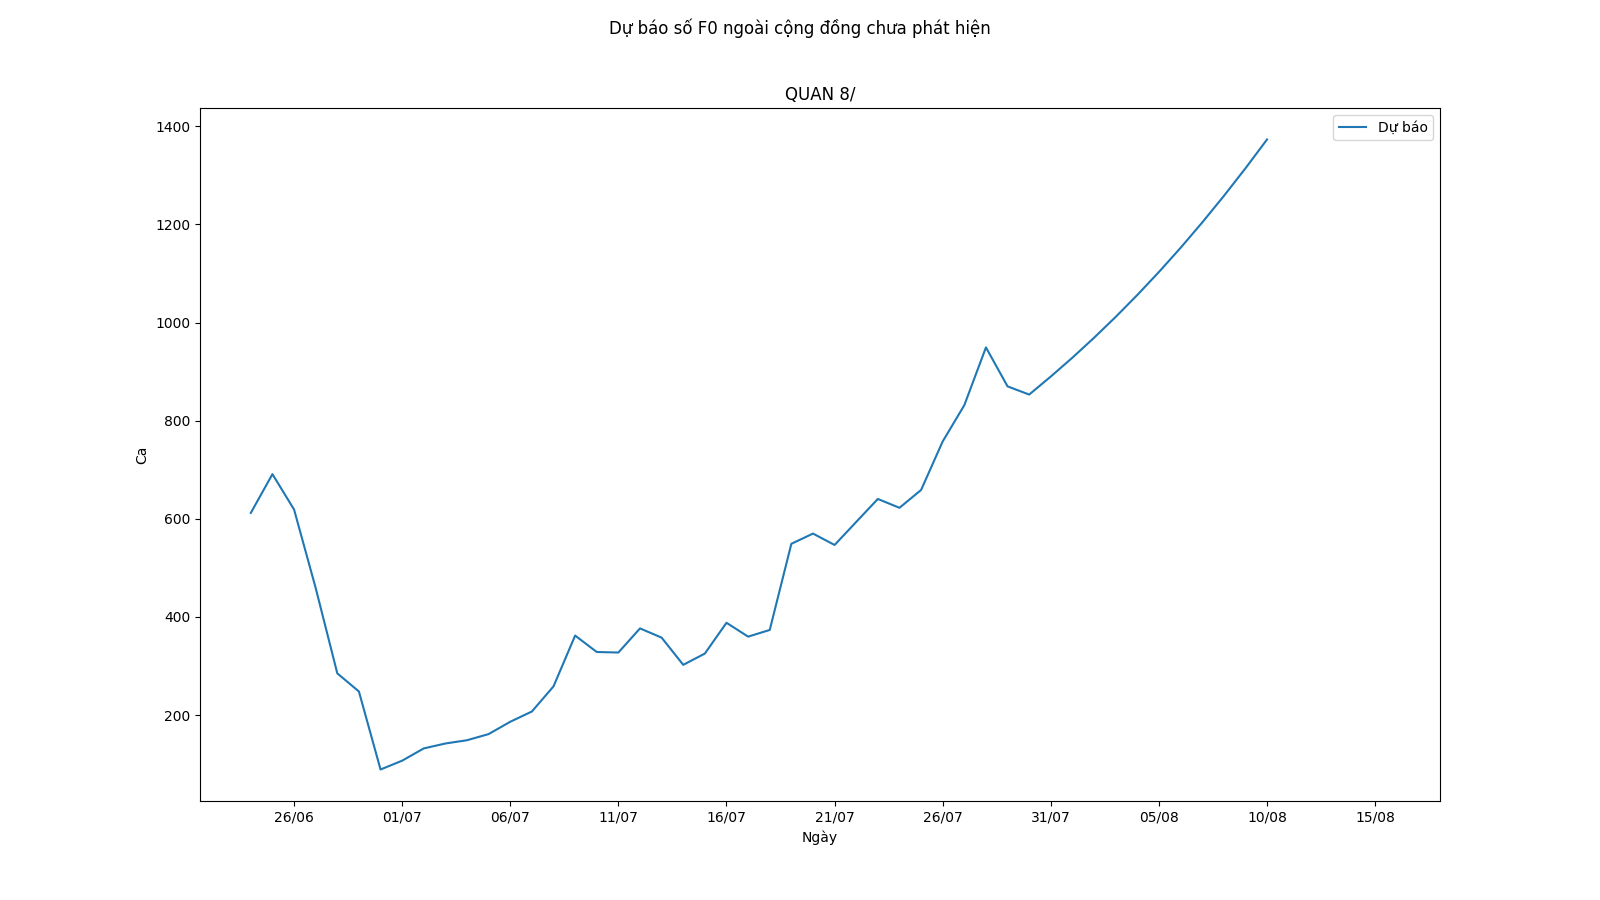 Dự báo số F0 ngoài cộng đồng chưa phát hiện
QUAN 8/
Dự báo
1400
1200
1000
800
600
400
200
Ca
26/06 01/07 06/07 11/07 16/07 21/07 26/07 31/07 05/08 10/08 15/08
Ngày